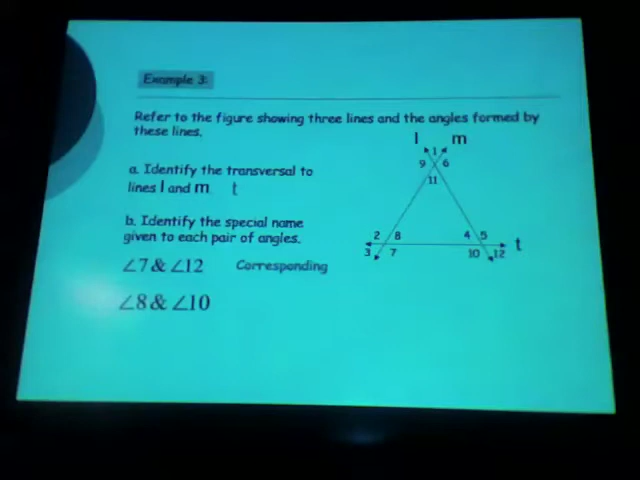 Example 3:
Refer to the figure showing three lines and the angles formed by
these lines.
a. Identify the transversal to
lines l and m t
b. Identify the special name
given to each pair of angles.
∠7 & ∠12 Corresponding
∠8 & ∠10
l m
1
9 6
11
2 8 4 5
t
3 7 10 12